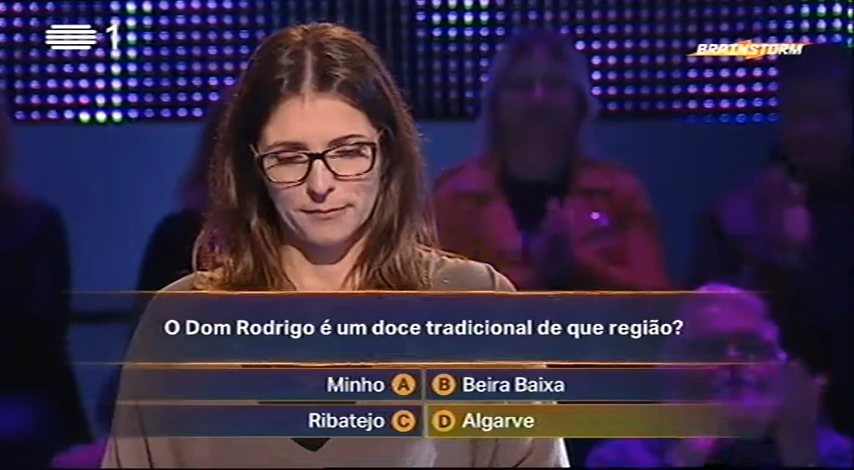 1
BRAINSTORM
O Dom Rodrigo é um doce tradicional de que região?
Minho A
B Beira Baixa
Ribatejo C
D Algarve